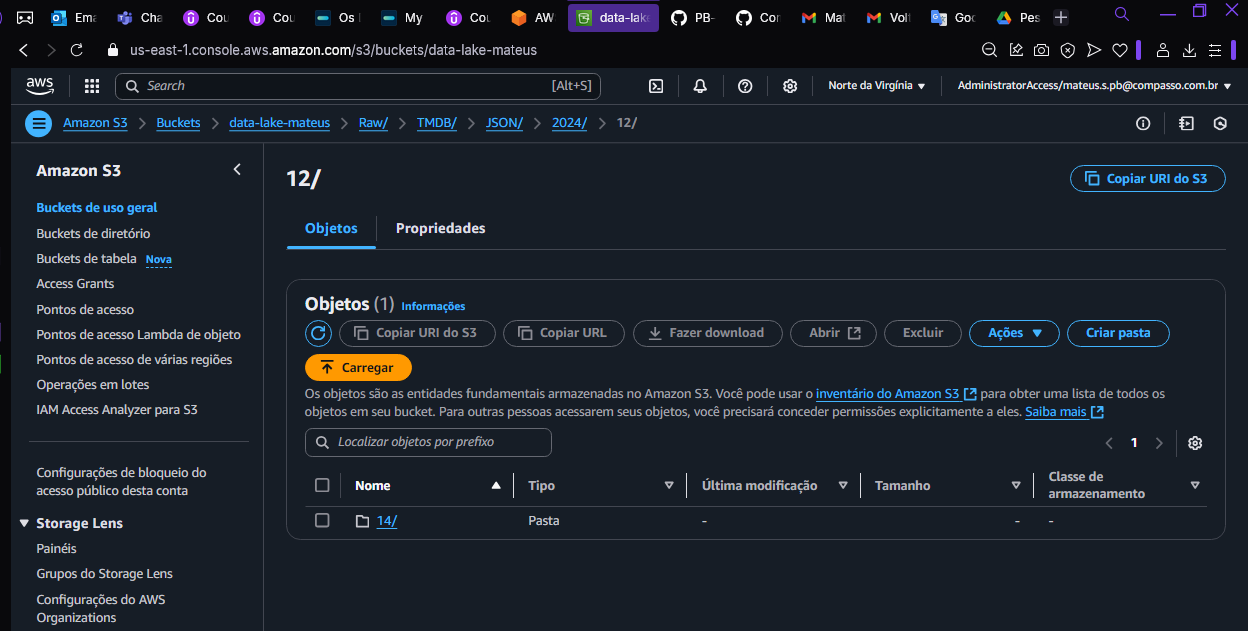 Ema
Cha
Cou
Cou
Os
My
Cou
AW
data-lake
PB-
Cor
Mat
Goo
Pes
us-east-1.console.aws.amazon.com/s3/buckets/data-lake-mateus
aws
Search
[Alt+S]
Norte da Virgínia
AdministratorAccess/mateus.s.pb@compasso.com.br
Amazon S3 > Buckets > data-lake-mateus > Raw/ > TMDB/ > JSON/ > 2024/ > 12/
Amazon S3
Buckets de uso geral
Buckets de diretório
Buckets de tabela Nova
Access Grants
Pontos de acesso
Pontos de acesso Lambda de objeto
Pontos de acesso de várias regiões
Operações em lotes
IAM Access Analyzer para S3
Configurações de bloqueio do
acesso público desta conta
Storage Lens
Painéis
Grupos do Storage Lens
Configurações do AWS
Organizations
12/
Copiar URI do S3
Objetos
Propriedades
Objetos (1) Informações
Copiar URI do S3
Copiar URL
Fazer download
Abrir
Excluir
Ações
Criar pasta
Carregar
Os objetos são as entidades fundamentais armazenadas no Amazon S3. Você pode usar o inventário do Amazon S3 para obter uma lista de todos os
objetos em seu bucket. Para outras pessoas acessarem seus objetos, você precisará conceder permissões explicitamente a eles. Saiba mais
Localizar objetos por prefixo
1
Nome
Tipo
Última modificação
Tamanho
Classe de
armazenamento
14/
Pasta
-
-
-